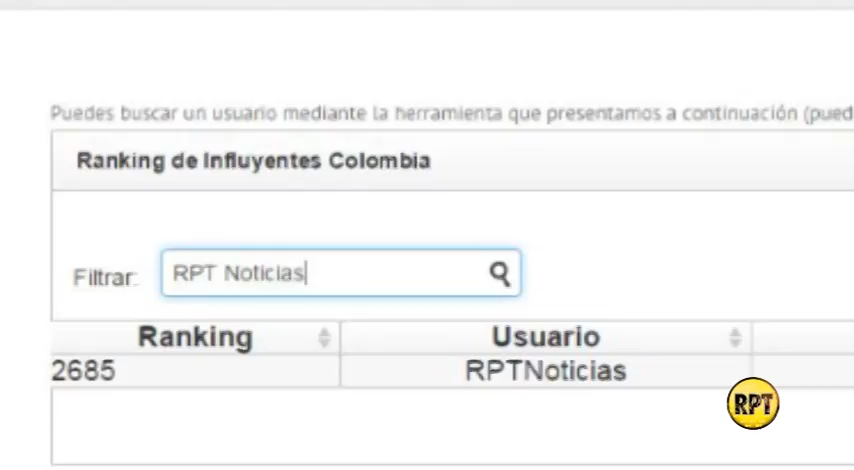 Puedes buscar un usuario mediante la herramienta que presentamos a continuación (pued
Ranking de Influyentes Colombia
Filtrar: RPT Noticias
Ranking Usuario
2685 RPTNoticias
RPT